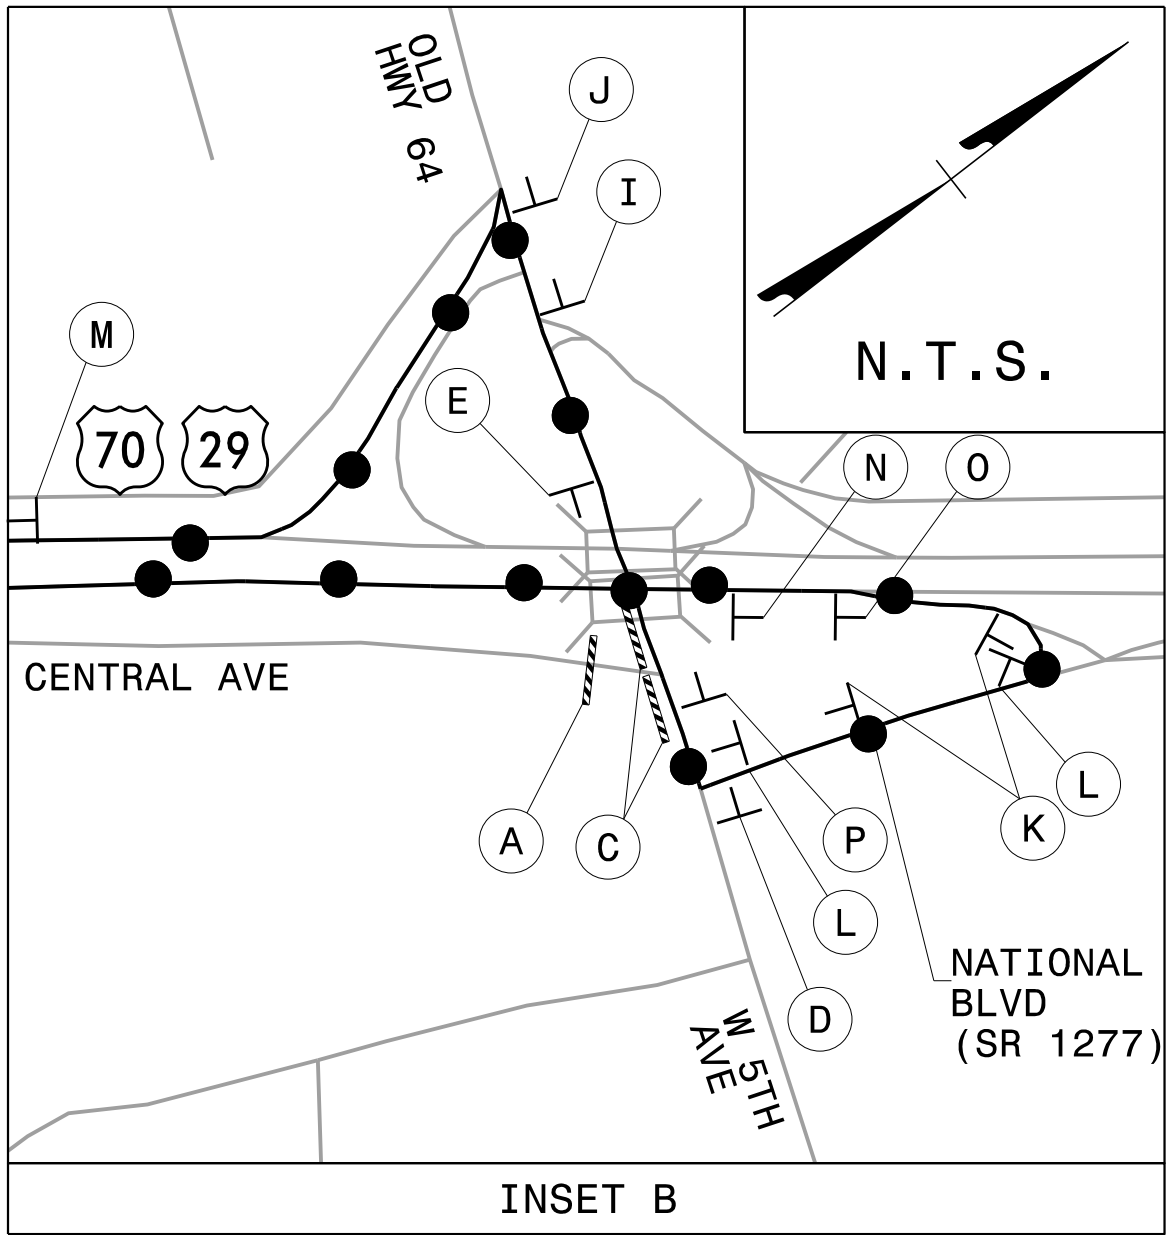 OLD
HWY 64
J
I
N.T.S.
M
70
29
E
N
O
CENTRAL AVE
A
C
P
K
L
L
D
NATIONAL
BLVD
(SR 1277)
W 5TH
AVE
INSET B